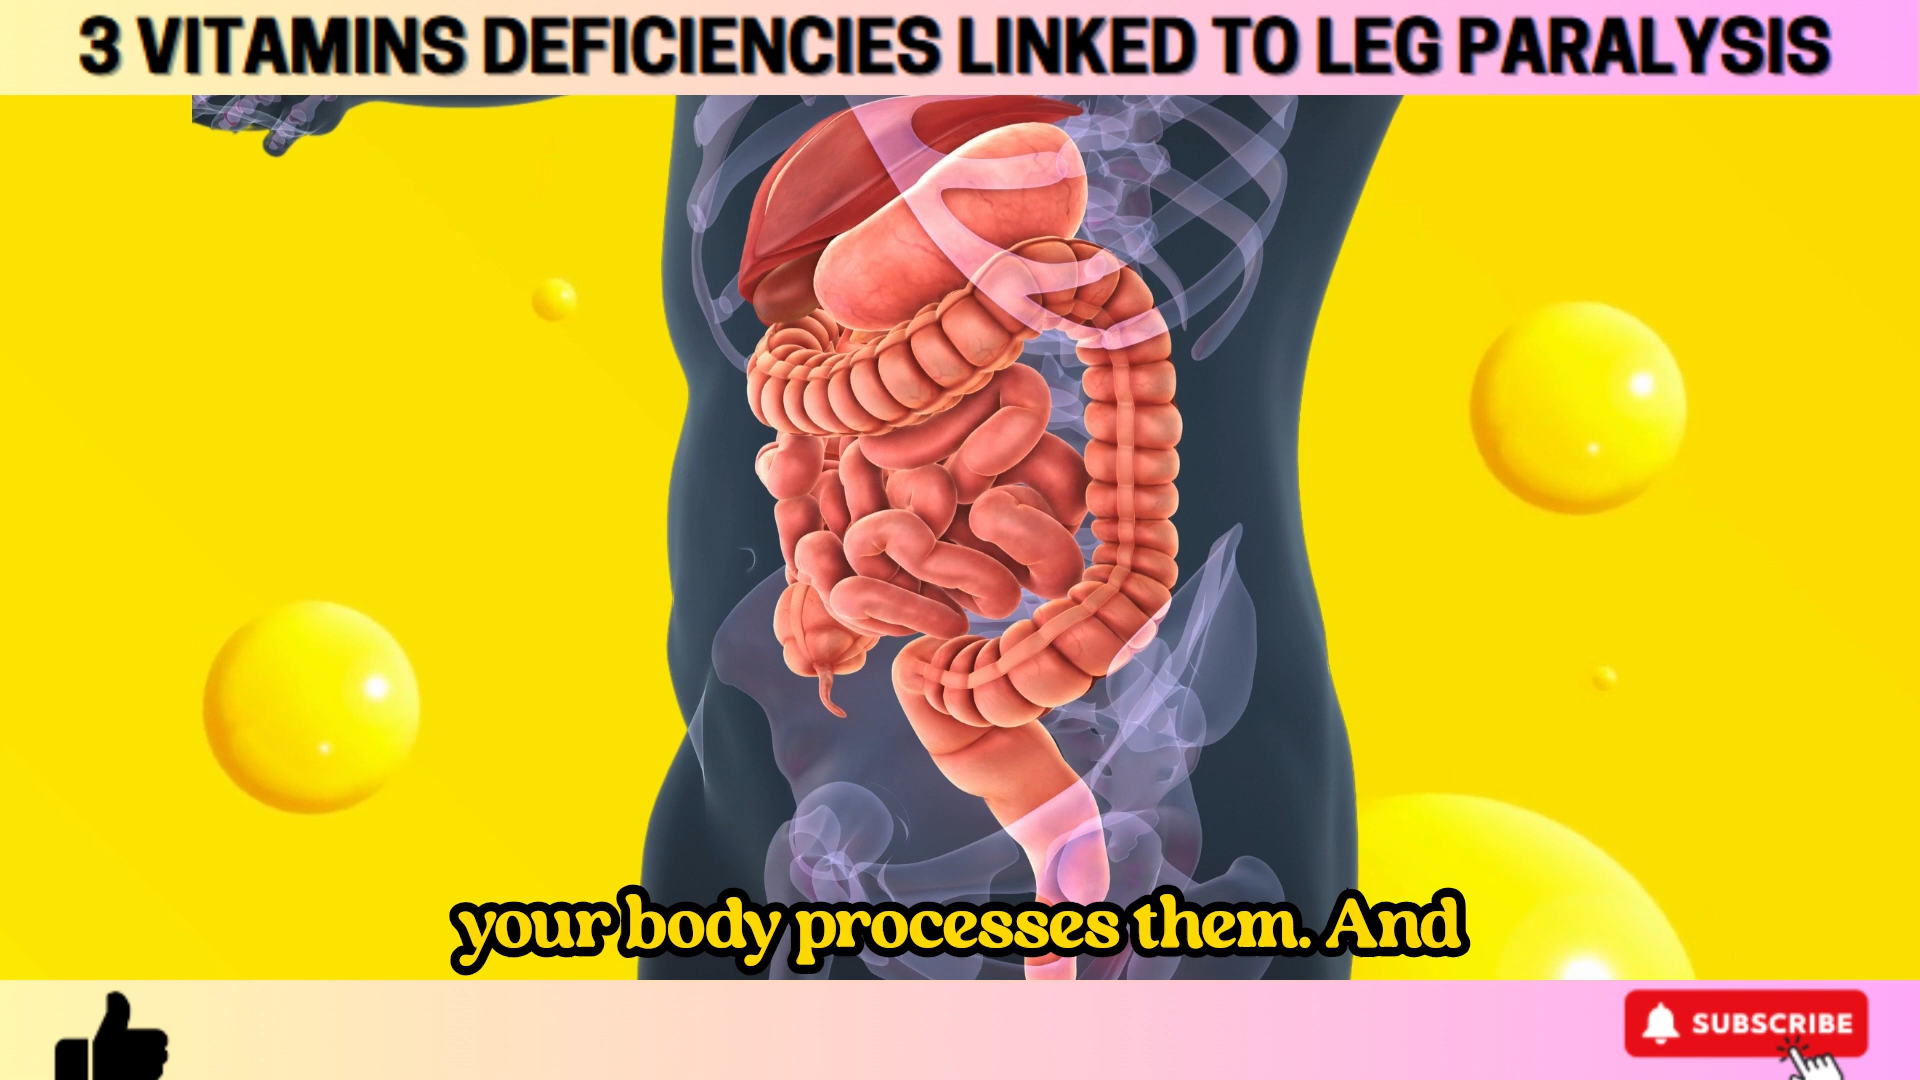 3 VITAMINS DEFICIENCIES LINKED TO LEG PARALYSIS
your body processes them. And
SUBSCRIBE